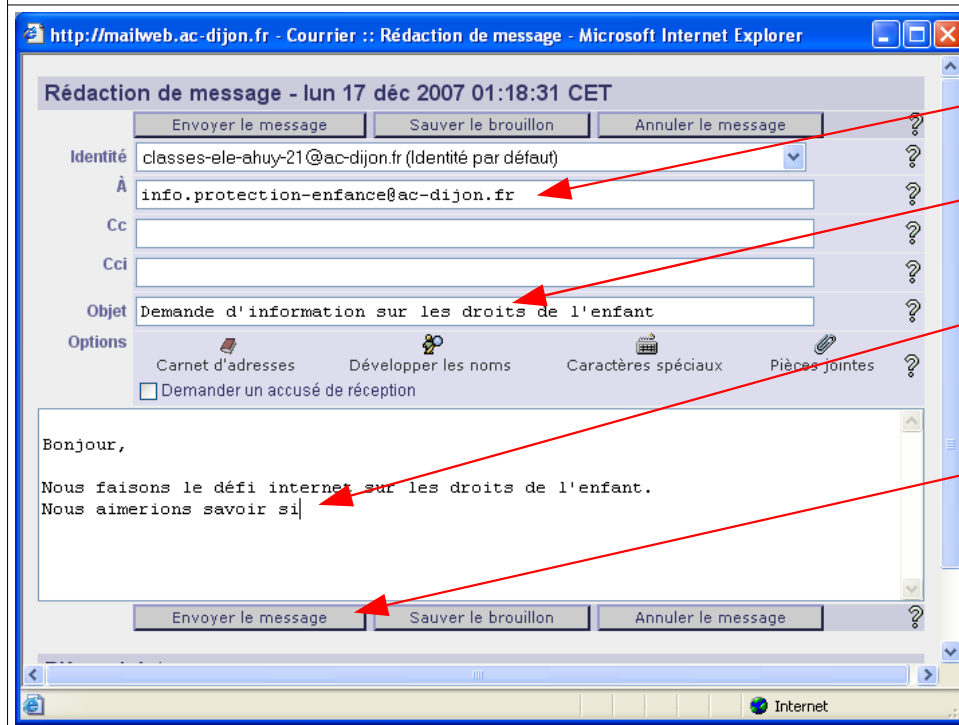 http://mailweb.ac-dijon.fr - Courrier :: Rédaction de message - Microsoft Internet Explorer
Rédaction de message - lun 17 déc 2007 01:18:31 CET
Envoyer le message Sauver le brouillon Annuler le message ?
Identité classes-ele-ahuy-21@ac-dijon.fr (Identité par défaut) ?
À info.protection-enfance@ac-dijon.fr ?
Cc ?
Cci ?
Objet Demande d'information sur les droits de l'enfant ?
Options
Carnet d'adresses Développer les noms Caractères spéciaux Pièces jointes ?
Demander un accusé de réception
Bonjour,
Nous faisons le défi internet sur les droits de l'enfant.
Nous aimerions savoir si
Envoyer le message Sauver le brouillon Annuler le message ?
Internet